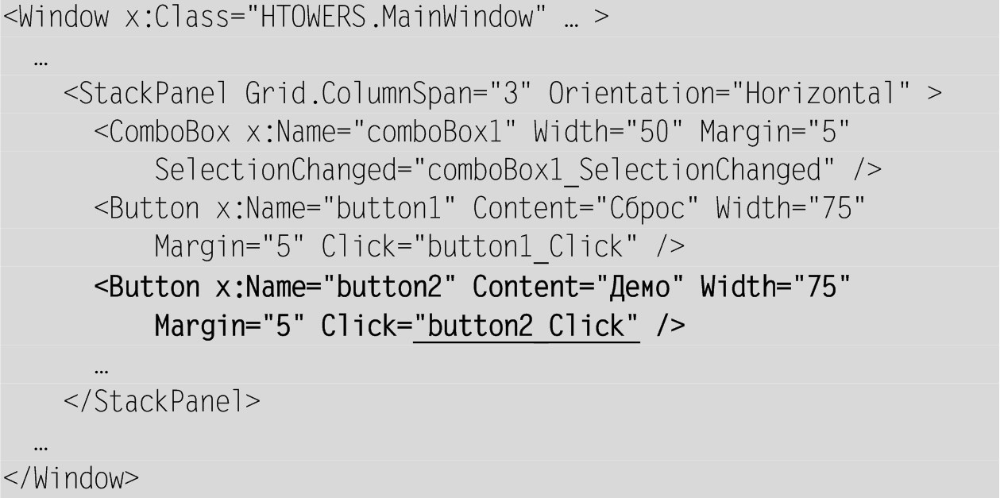 <Window x:Class="HTOWERS.MainWindow" … >
…
<StackPanel Grid.ColumnSpan="3" Orientation="Horizontal" >
<ComboBox x:Name="comboBox1" Width="50" Margin="5"
SelectionChanged="comboBox1_SelectionChanged" />
<Button x:Name="button1" Content="Сброс" Width="75"
Margin="5" Click="button1_Click" />
<Button x:Name="button2" Content="Демо" Width="75"
Margin="5" Click="button2_Click" />
…
</StackPanel>
…
</Window>